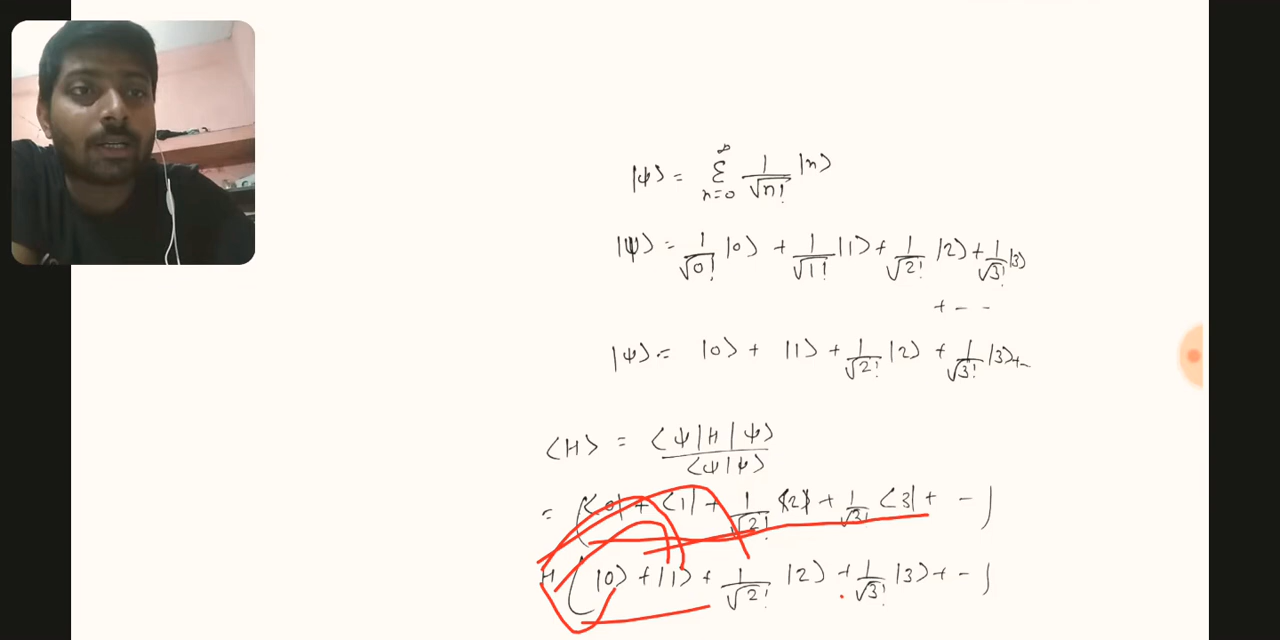 |ψ⟩ = Σ_{n=0}^{∞} 1/√n! |n⟩
|ψ⟩ = 1/√0! |0⟩ + 1/√1! |1⟩ + 1/√2! |2⟩ + 1/√3! |3⟩
+ - -
|ψ⟩ = |0⟩ + |1⟩ + 1/√2! |2⟩ + 1/√3! |3⟩ + -
⟨H⟩ = ⟨ψ|H|ψ⟩ / ⟨ψ|ψ⟩
= (⟨0| + ⟨1| + 1/√2! ⟨2| + 1/√3! ⟨3| + - )
H (|0⟩ + |1⟩ + 1/√2! |2⟩ + 1/√3! |3⟩ + - )